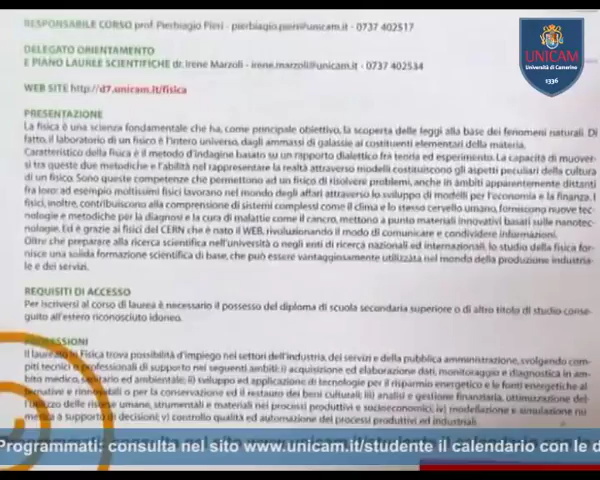 RESPONSABILE CORSO prof. Pierbiagio Pieri - pierbiagio.pieri@unicam.it - 0737 402517
UNICAM
Università di Camerino
1336
DELEGATO ORIENTAMENTO
E PIANO LAUREE SCIENTIFICHE dr. Irene Marzoli - irene.marzoli@unicam.it - 0737 402534
WEB SITE http://d7.unicam.it/fisica
PRESENTAZIONE
La fisica è una scienza fondamentale che ha, come principale obiettivo, la scoperta delle leggi alla base dei fenomeni naturali. Di
fatto, il laboratorio di un fisico è l'intero universo, dagli ammassi di galassie ai costituenti elementari della materia.
Caratteristico della fisica è il metodo d'indagine basato su un rapporto dialettico fra teoria ed esperimento. La capacità di muover-
si tra queste due metodiche e l'abilità nel rappresentare la realtà attraverso modelli costituiscono gli aspetti peculiari della cultura
di un fisico. Sono queste competenze che permettono ad un fisico di risolvere problemi, anche in ambiti apparentemente distanti
fra loro: ad esempio moltissimi fisici lavorano nel mondo degli affari attraverso lo sviluppo di modelli per l'economia e la finanza. I
fisici, inoltre, contribuiscono alla comprensione di sistemi complessi come il clima e lo stesso cervello umano, forniscono nuove tec-
nologie e metodiche per la diagnosi e la cura di malattie come il cancro, mettono a punto materiali innovativi basati sulle nanotec-
nologie. Ed è grazie ai fisici del CERN che è nato il WEB, rivoluzionando il modo di comunicare e condividere informazioni.
Oltre che preparare alla ricerca scientifica nell'università o negli enti di ricerca nazionali ed internazionali, lo studio della fisica for-
nisce una solida formazione scientifica di base, che può essere vantaggiosamente utilizzata nel mondo della produzione industria-
le e dei servizi.
REQUISITI DI ACCESSO
Per iscriversi al corso di laurea è necessario il possesso del diploma di scuola secondaria superiore o di altro titolo di studio conse-
guito all'estero riconosciuto idoneo.
PROFESSIONI
Il laureato in Fisica trova possibilità d'impiego nei settori dell'industria, dei servizi e della pubblica amministrazione, svolgendo com-
piti tecnici o professionali di supporto nei seguenti ambiti: i) acquisizione ed elaborazione dati, monitoraggio e diagnostica in am-
bito medico, sanitario ed ambientale; ii) sviluppo ed applicazione di tecnologie per il risparmio energetico e le fonti energetiche al
ternative e rinnovabili o per la conservazione ed il restauro dei beni culturali; iii) analisi e gestione finanziaria, ottimizzazione del
l'utilizzo delle risorse umane, strumentali e materiali nei processi produttivi e socioeconomici; iv) modellazione e simulazione nu
merica a supporto di decisioni; v) controllo qualità ed automazione dei processi produttivi ed industriali.
Programmati: consulta nel sito www.unicam.it/studente il calendario con le d